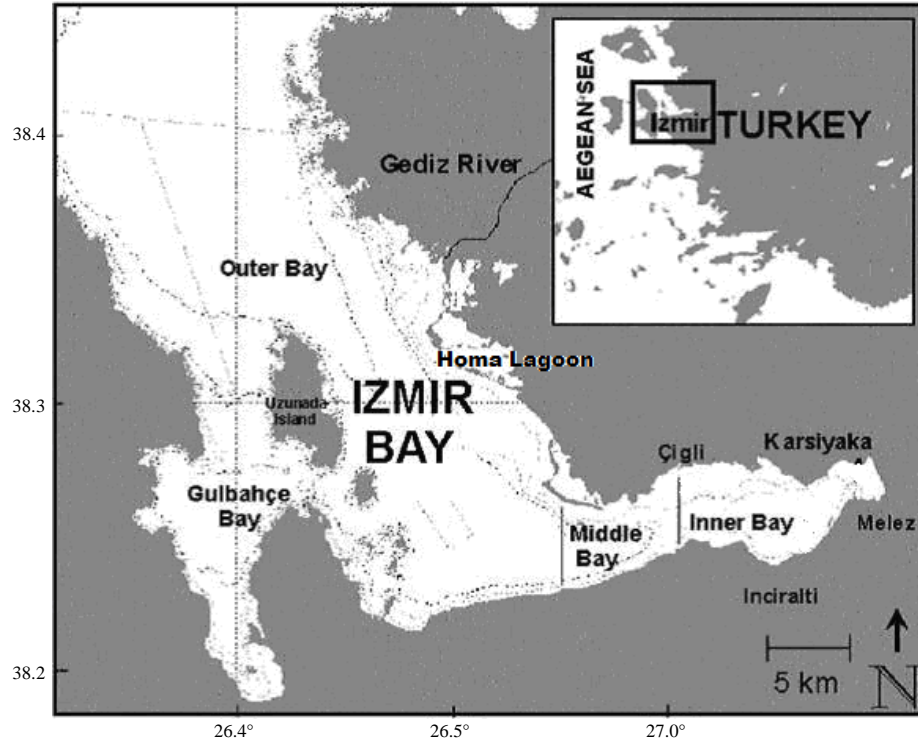 38.4
38.3
38.2
26.4°
26.5°
27.0°
AEGEAN SEA
Izmir
TURKEY
Gediz River
Outer Bay
Homa Lagoon
Uzunada
Island
IZMIR
BAY
Gulbahçe
Bay
Middle
Bay
Çigli
Karsiyaka
Inner Bay
Melez
Inciralti
5 km
N